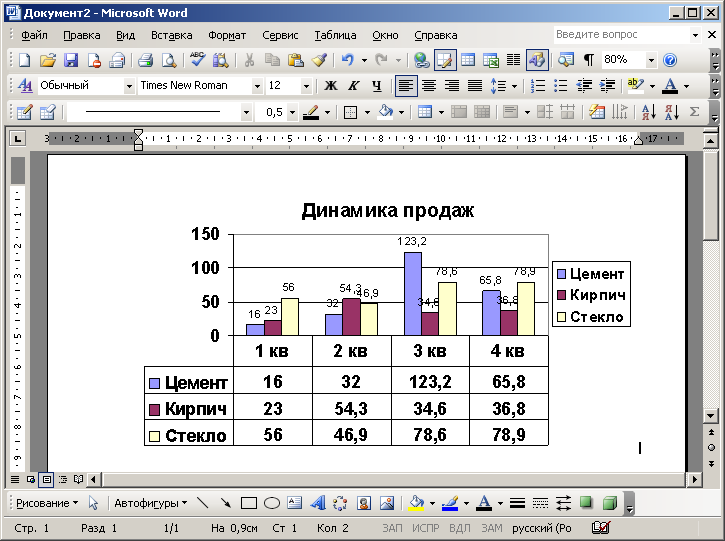 Документ2 - Microsoft Word
Файл Правка Вид Вставка Формат Сервис Таблица Окно Справка Введите вопрос
80%
Обычный Times New Roman 12 Ж К Ч
0,5
3 2 1 1 2 3 4 5 6 7 8 9 10 11 12 13 14 15 16 17
Динамика продаж
150
100
50
0
16 23 56
32 54,3 46,9
123,2 34,6 78,6
65,8 36,8 78,9
Цемент
Кирпич
Стекло
1 кв 2 кв 3 кв 4 кв
Цемент 16 32 123,2 65,8
Кирпич 23 54,3 34,6 36,8
Стекло 56 46,9 78,6 78,9
Рисование Автофигуры
Стр. 1 Разд 1 1/1 На 0,9см Ст 1 Кол 2 ЗАП ИСПР ВДЛ ЗАМ русский (Ро